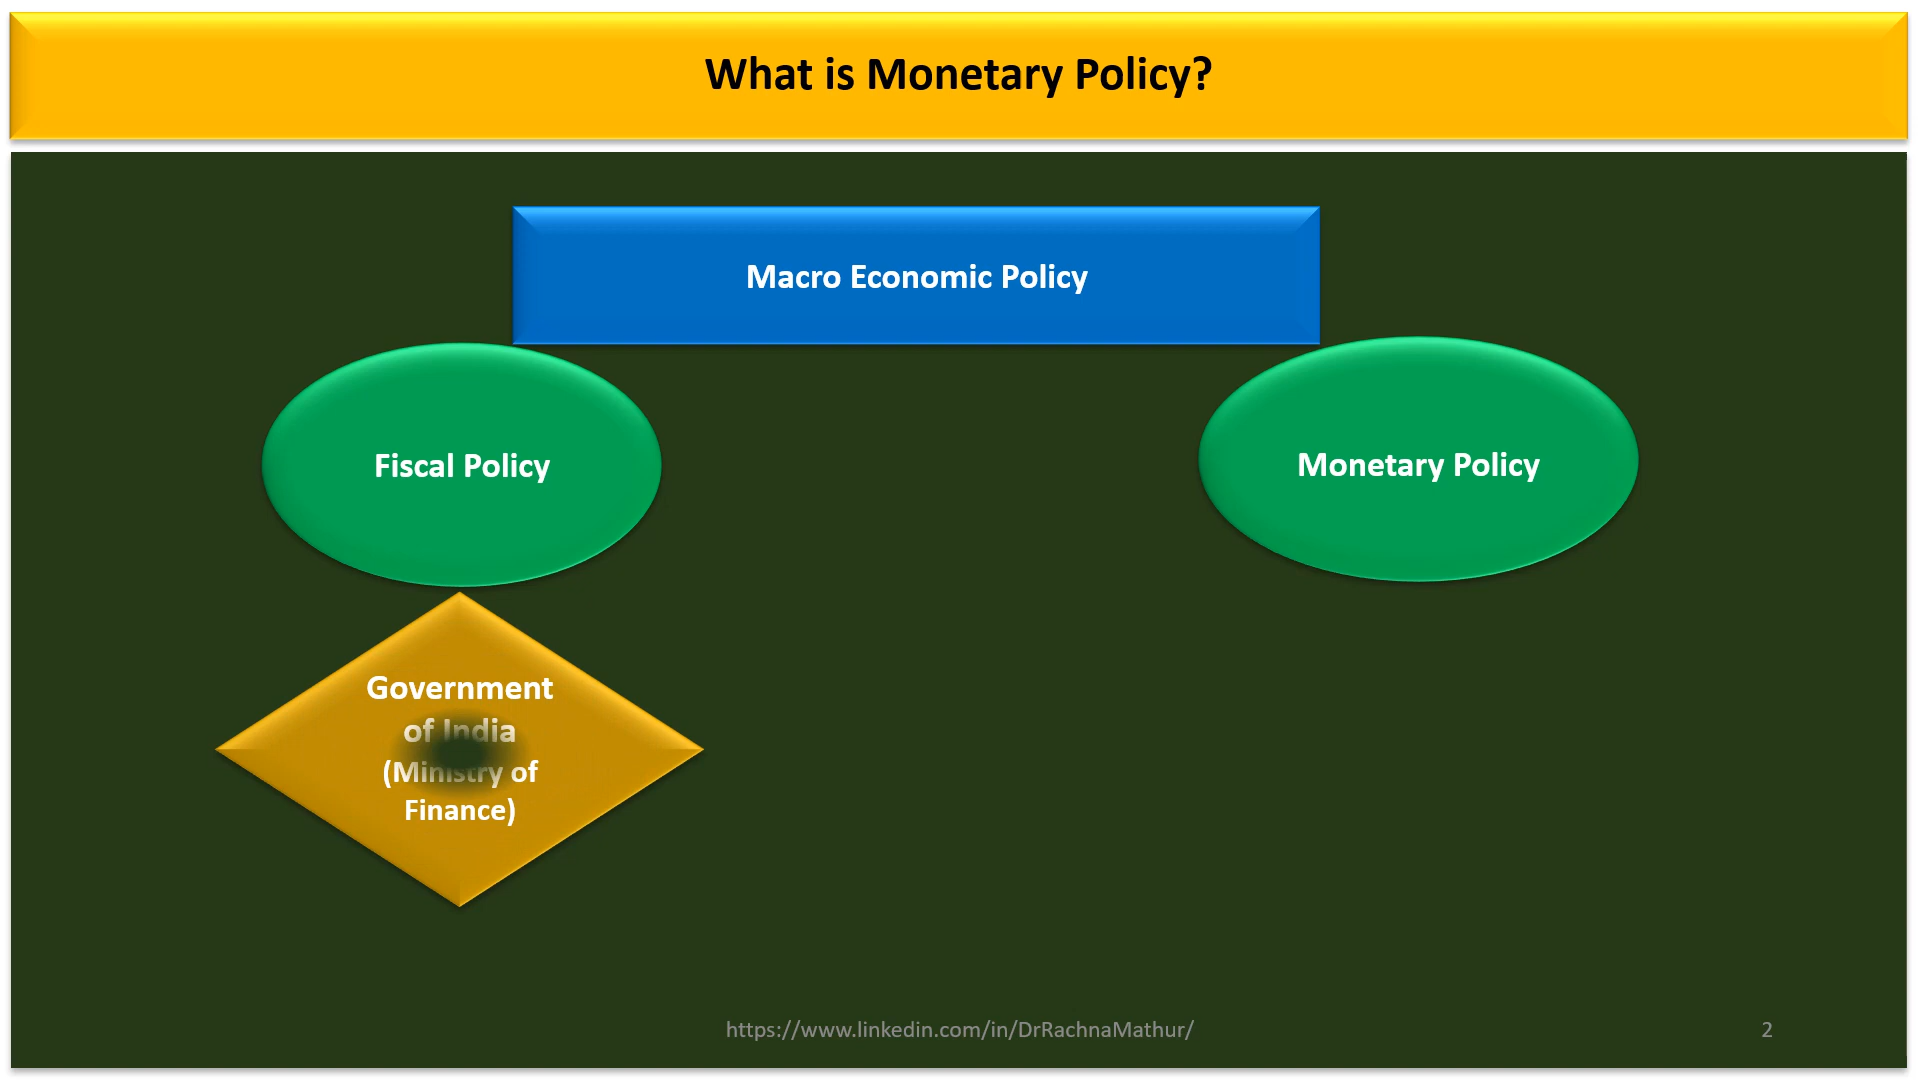 What is Monetary Policy?
Macro Economic Policy
Fiscal Policy
Monetary Policy
Government
of India
(Ministry of
Finance)
https://www.linkedin.com/in/DrRachnaMathur/
2